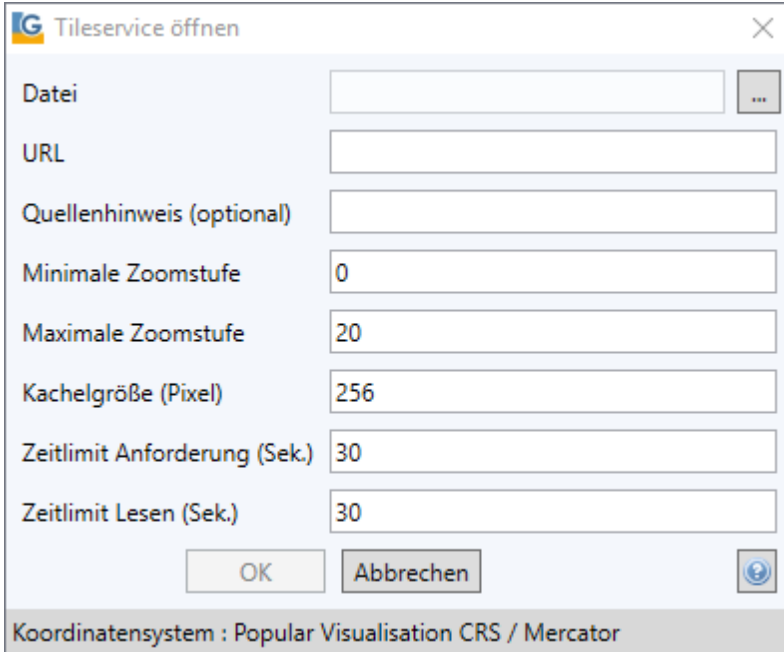 G Tileservice öffnen
Datei ...
URL
Quellenhinweis (optional)
Minimale Zoomstufe 0
Maximale Zoomstufe 20
Kachelgröße (Pixel) 256
Zeitlimit Anforderung (Sek.) 30
Zeitlimit Lesen (Sek.) 30
OK Abbrechen ?
Koordinatensystem : Popular Visualisation CRS / Mercator